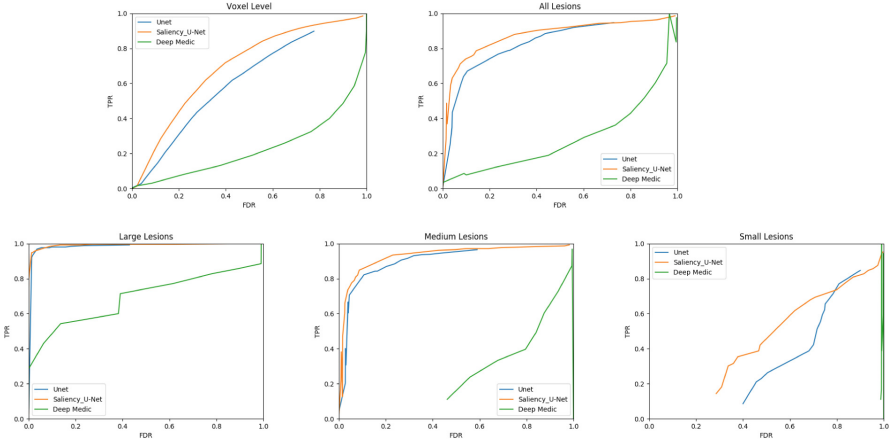 Voxel Level
1.0
0.8
0.6
0.4
0.2
0.0
TPR
0.0 0.2 0.4 0.6 0.8 1.0
FDR
Unet
Saliency_U-Net
Deep Medic
All Lesions
1.0
0.8
0.6
0.4
0.2
0.0
TPR
0.0 0.2 0.4 0.6 0.8 1.0
FDR
Unet
Saliency_U-Net
Deep Medic
Large Lesions
1.0
0.8
0.6
0.4
0.2
0.0
TPR
0.0 0.2 0.4 0.6 0.8 1.0
FDR
Unet
Saliency_U-Net
Deep Medic
Medium Lesions
1.0
0.8
0.6
0.4
0.2
0.0
TPR
0.0 0.2 0.4 0.6 0.8 1.0
FDR
Unet
Saliency_U-Net
Deep Medic
Small Lesions
1.0
0.8
0.6
0.4
0.2
0.0
TPR
0.0 0.2 0.4 0.6 0.8 1.0
FDR
Unet
Saliency_U-Net
Deep Medic